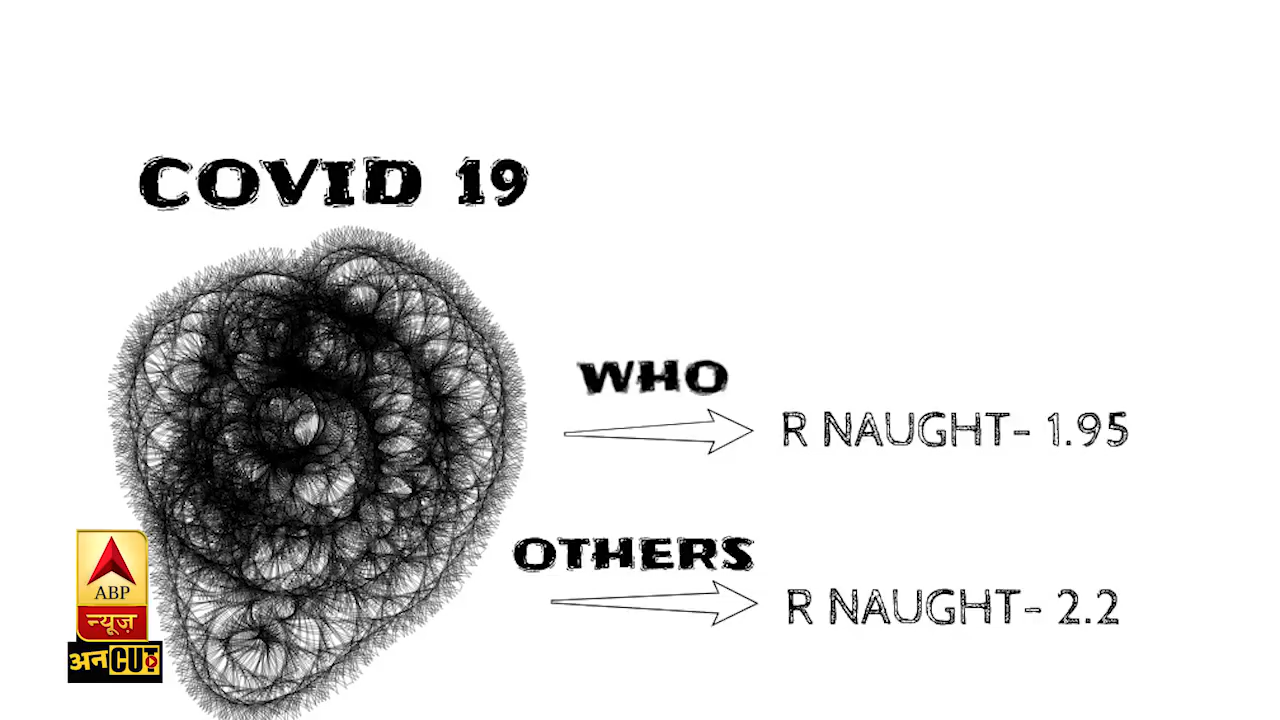 COVID 19
WHO
R NAUGHT- 1.95
OTHERS
R NAUGHT- 2.2
ABP
न्यूज़
अनCUT